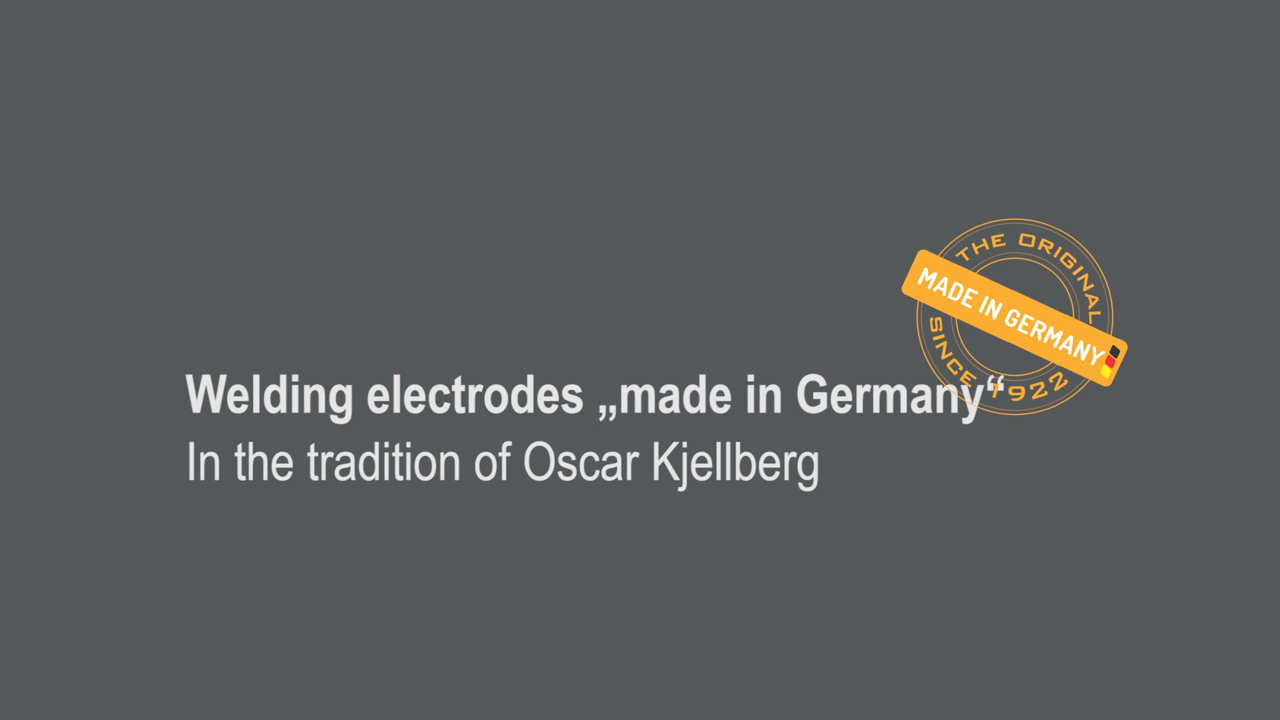 THE ORIGINAL
MADE IN GERMANY
SINCE 1922
Welding electrodes „made in Germany“
In the tradition of Oscar Kjellberg